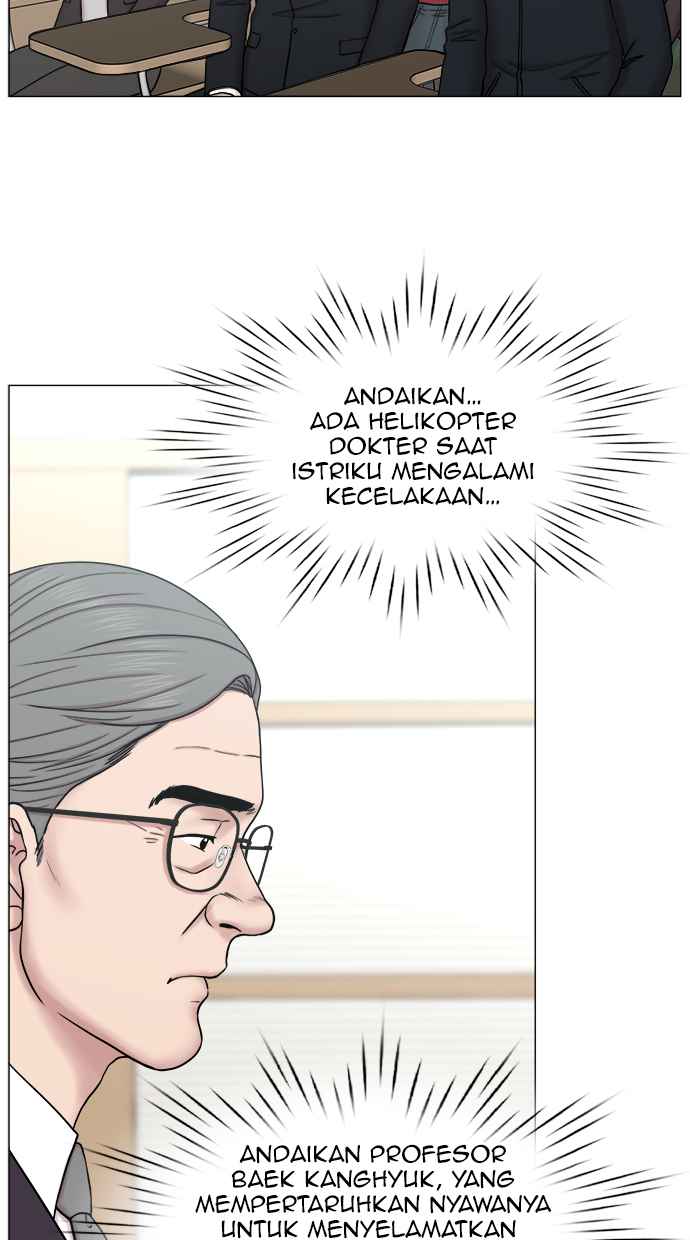 ANDAIKAN...
ADA HELIKOPTER
DOKTER SAAT
ISTRIKU MENGALAMI
KECELAKAAN...
ANDAIKAN PROFESOR
BAEK KANGHYUK, YANG
MEMPERTARUHKAN NYAWANYA
UNTUK MENYELAMATKAN